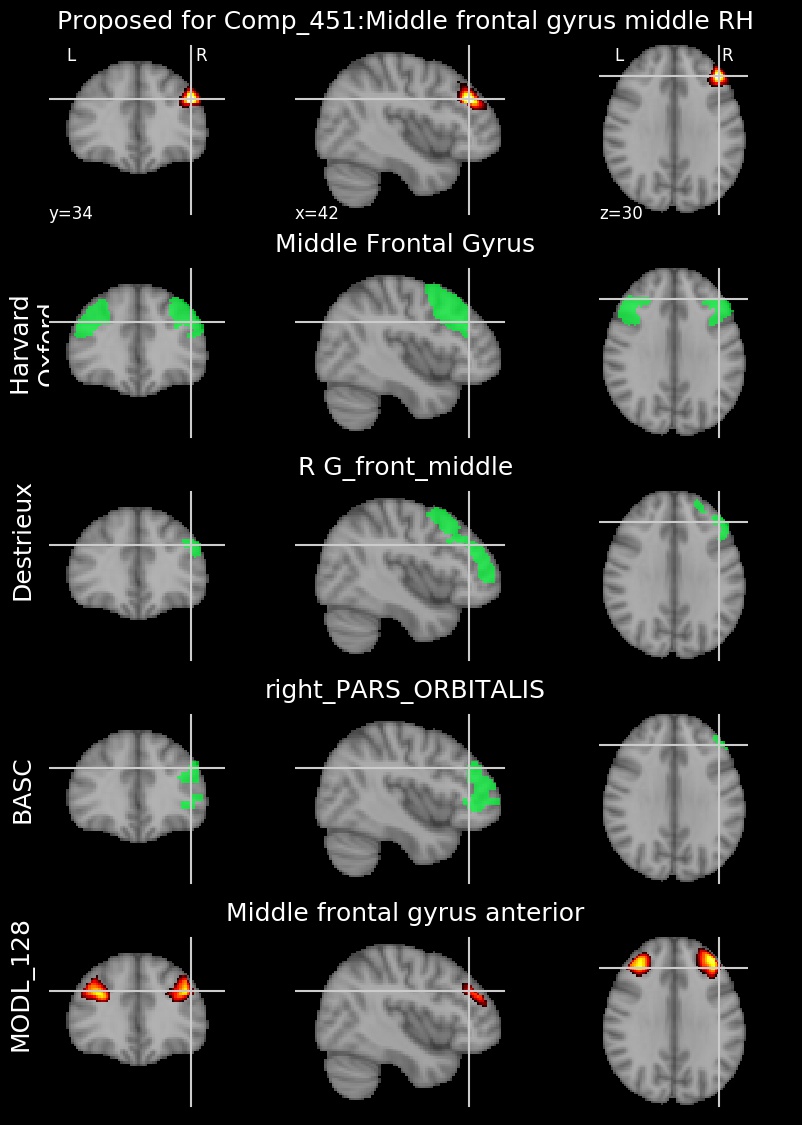 Proposed for Comp_451:Middle frontal gyrus middle RH
L R L R
y=34 x=42 z=30
Middle Frontal Gyrus
Harvard
Oxford
R G_front_middle
Destrieux
right_PARS_ORBITALIS
BASC
Middle frontal gyrus anterior
MODL_128